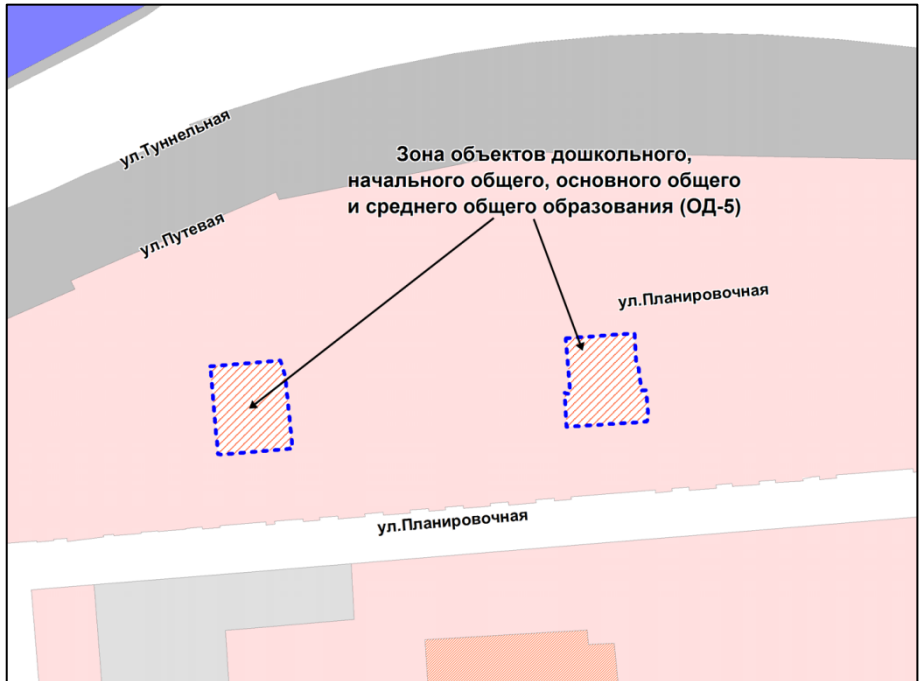 ул.Туннельная
Зона объектов дошкольного,
начального общего, основного общего
и среднего общего образования (ОД-5)
ул.Путевая
ул.Планировочная
ул.Планировочная